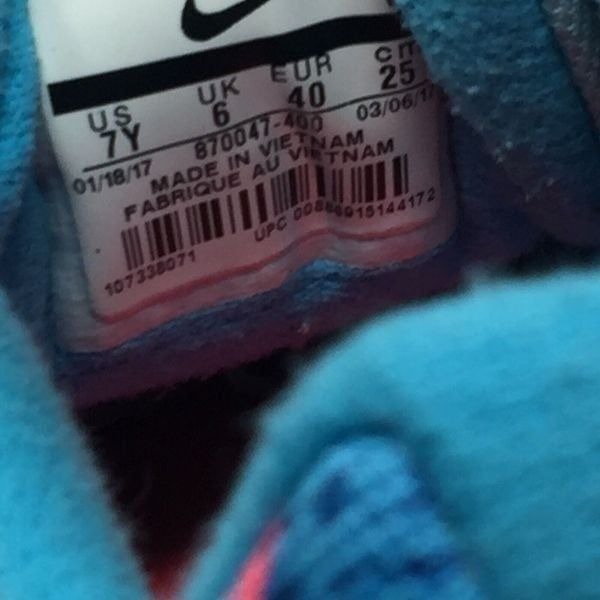 US UK EUR cm
7Y 6 40 25
01/18/17 870047-400 03/06/17
MADE IN VIETNAM
FABRIQUE AU VIETNAM
107338071 UPC 00888915144172